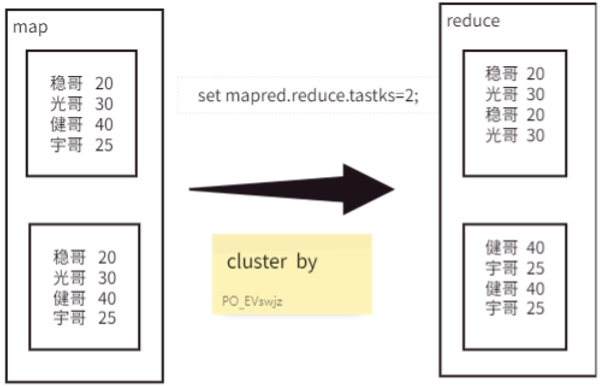 map
稳哥 20
光哥 30
健哥 40
宇哥 25
稳哥 20
光哥 30
健哥 40
宇哥 25
set mapred.reduce.tastks=2;
cluster by
PO_EVswjz
reduce
稳哥 20
光哥 30
稳哥 20
光哥 30
健哥 40
宇哥 25
健哥 40
宇哥 25